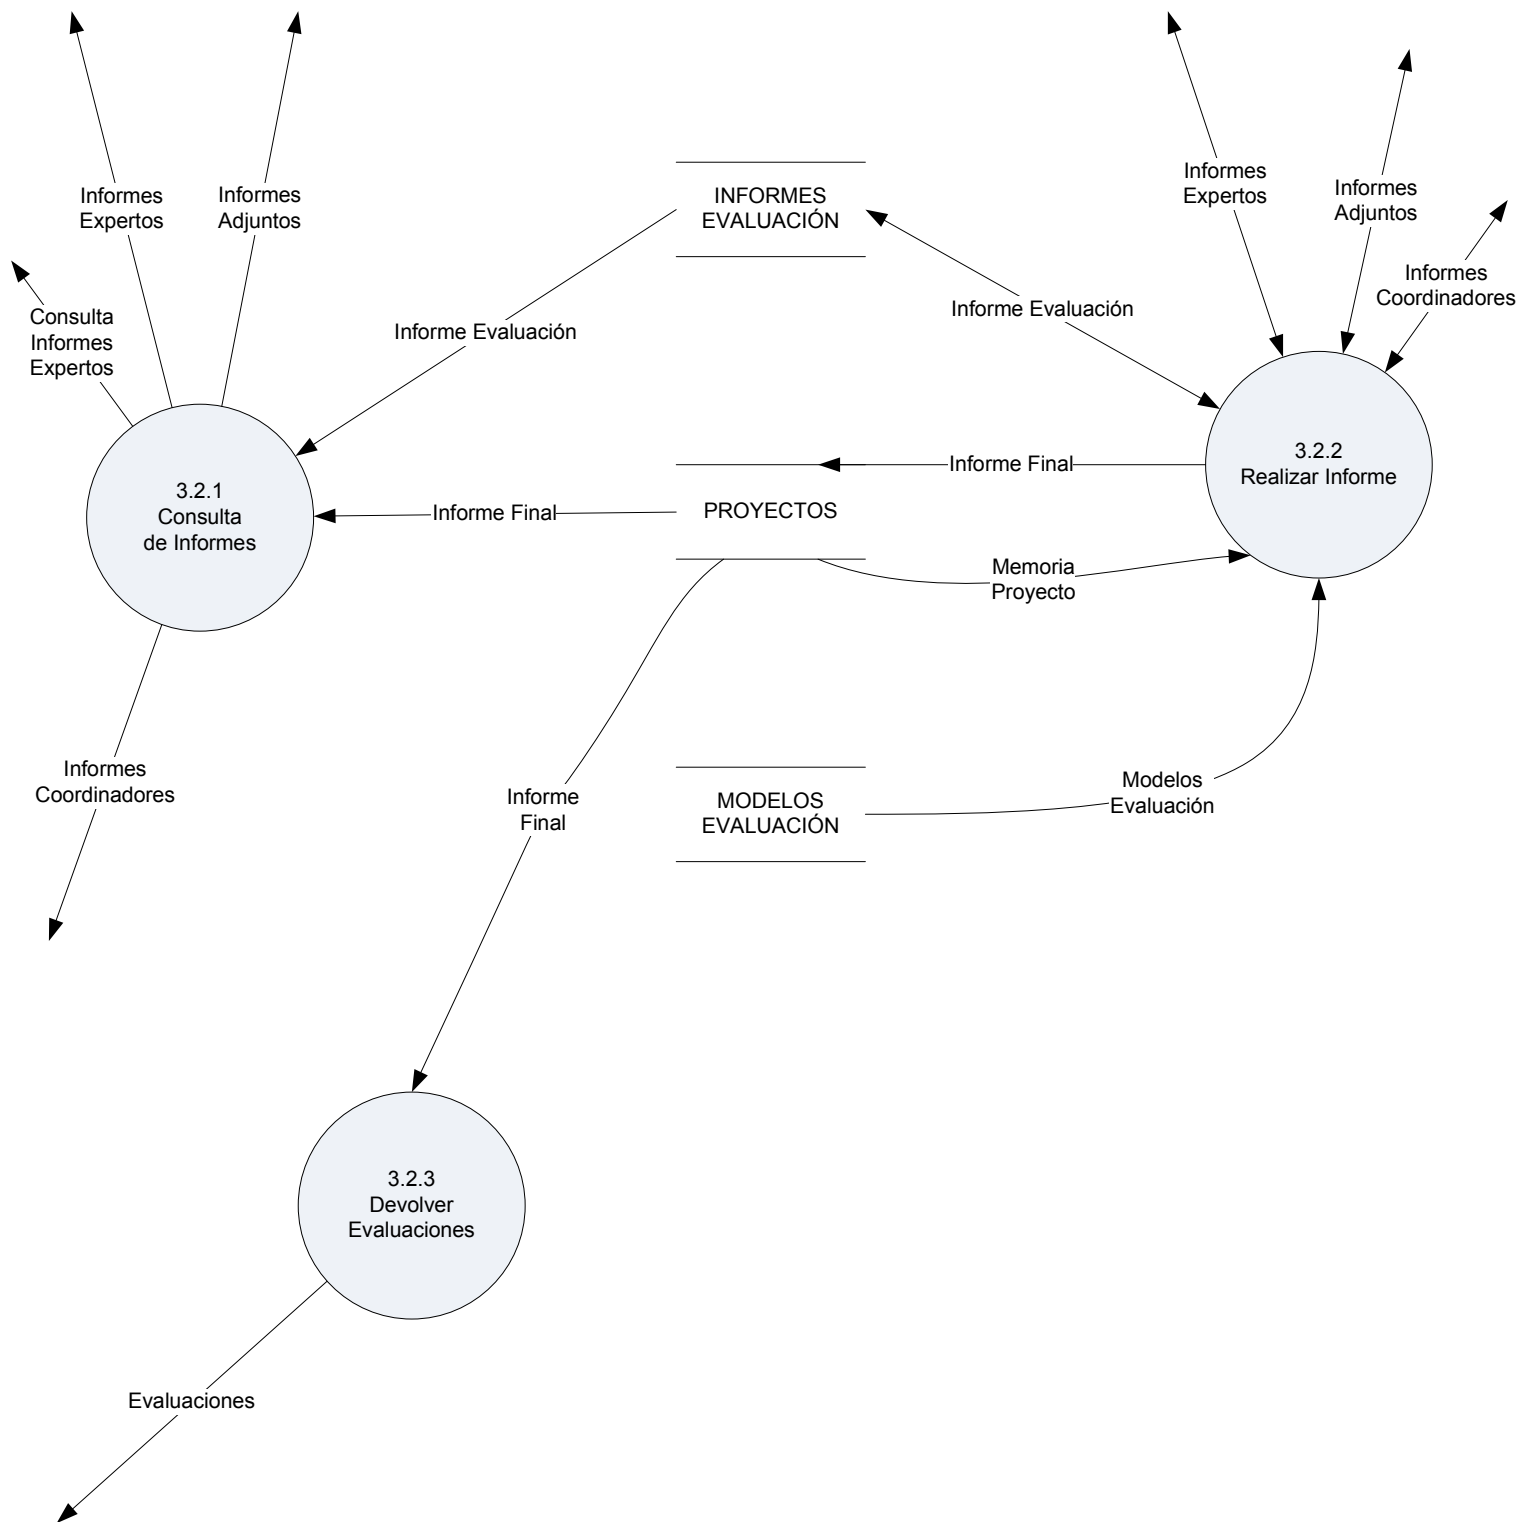 Informes
Expertos
Informes
Adjuntos
Consulta
Informes
Expertos
Informe Evaluación
INFORMES
EVALUACIÓN
Informe Evaluación
Informes
Expertos
Informes
Adjuntos
Informes
Coordinadores
3.2.1
Consulta
de Informes
Informe Final
PROYECTOS
Informe Final
3.2.2
Realizar Informe
Memoria
Proyecto
Informes
Coordinadores
Informe
Final
MODELOS
EVALUACIÓN
Modelos
Evaluación
3.2.3
Devolver
Evaluaciones
Evaluaciones